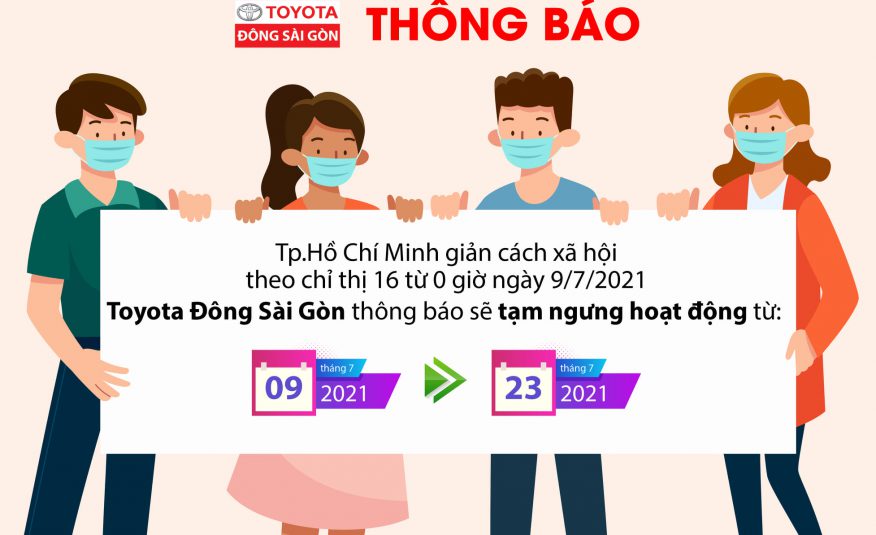 TOYOTA
ĐÔNG SÀI GÒN
THÔNG BÁO
Tp.Hồ Chí Minh giản cách xã hội
theo chỉ thị 16 từ 0 giờ ngày 9/7/2021
Toyota Đông Sài Gòn thông báo sẽ tạm ngưng hoạt động từ:
09 tháng 7 2021
23 tháng 7 2021